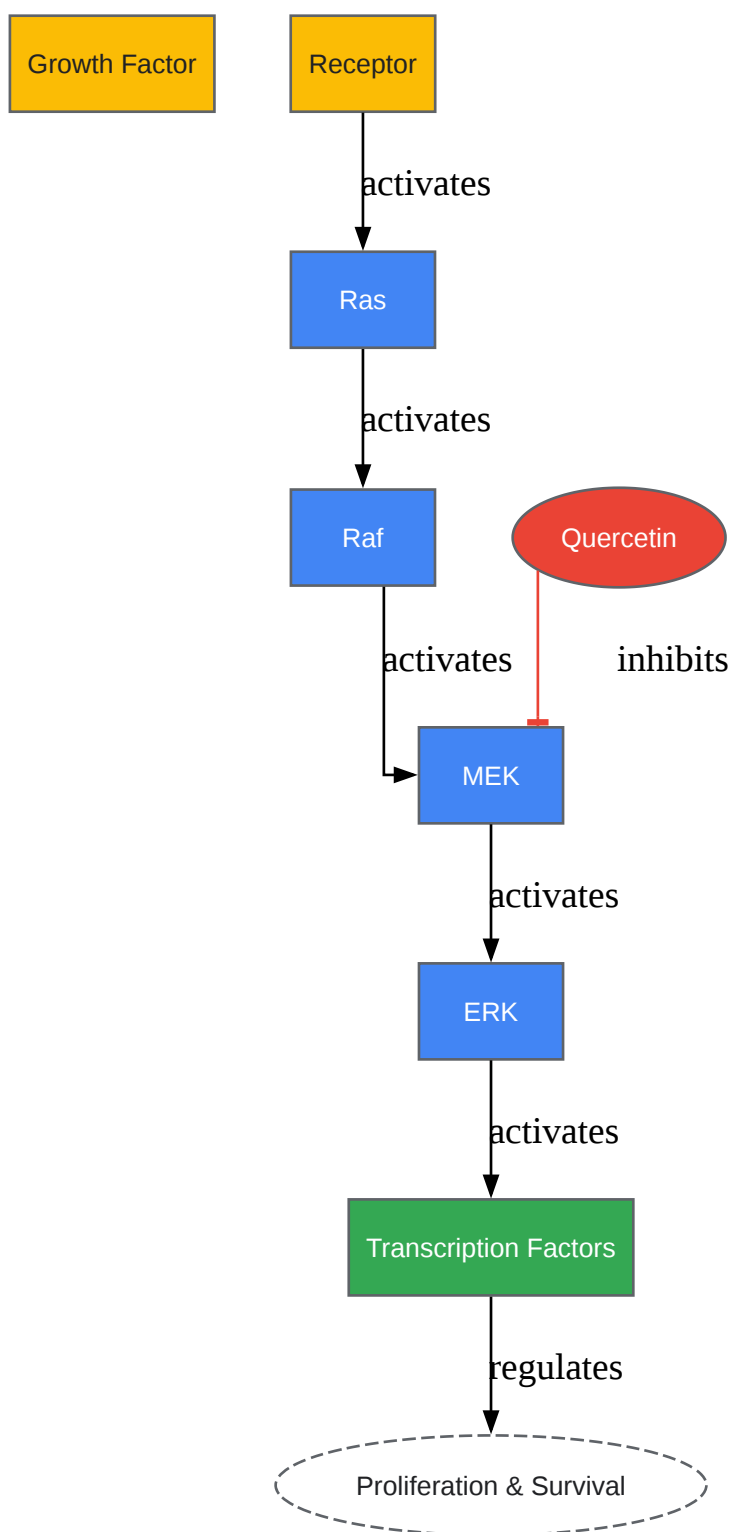 Growth Factor
Receptor
activates
Ras
activates
Raf
Quercetin
activates
inhibits
MEK
activates
ERK
activates
Transcription Factors
regulates
Proliferation & Survival